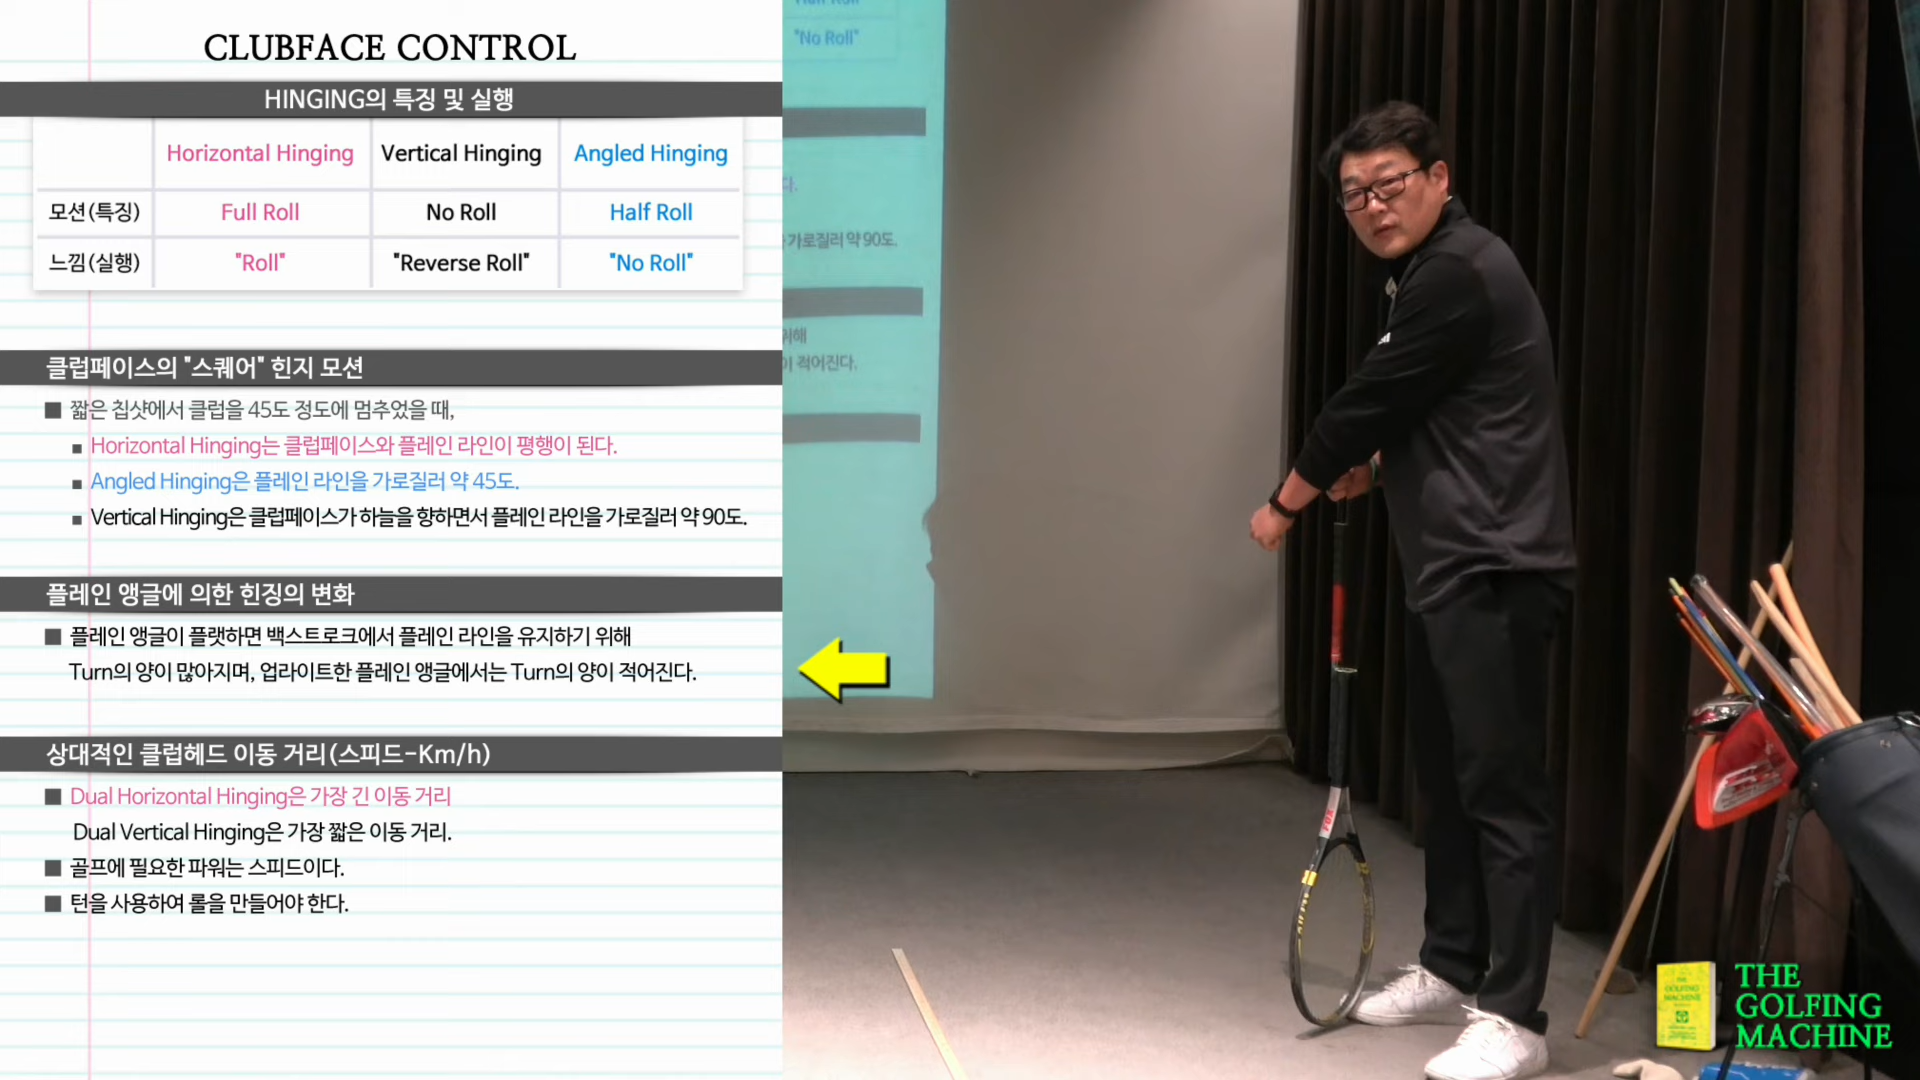 CLUBFACE CONTROL
HINGING의 특징 및 실행
Horizontal Hinging Vertical Hinging Angled Hinging
모션(특징) Full Roll No Roll Half Roll
느낌(실행) "Roll" "Reverse Roll" "No Roll"
클럽페이스의 "스퀘어" 힌지 모션
■ 짧은 칩샷에서 클럽을 45도 정도에 멈추었을 때,
■ Horizontal Hinging는 클럽페이스와 플레인 라인이 평행이 된다.
■ Angled Hinging은 플레인 라인을 가로질러 약 45도.
■ Vertical Hinging은 클럽페이스가 하늘을 향하면서 플레인 라인을 가로질러 약 90도.
플레인 앵글에 의한 힌징의 변화
■ 플레인 앵글이 플랫하면 백스트로크에서 플레인 라인을 유지하기 위해
Turn의 양이 많아지며, 업라이트한 플레인 앵글에서는 Turn의 양이 적어진다.
상대적인 클럽헤드 이동 거리(스피드-Km/h)
■ Dual Horizontal Hinging은 가장 긴 이동 거리
Dual Vertical Hinging은 가장 짧은 이동 거리.
■ 골프에 필요한 파워는 스피드이다.
■ 턴을 사용하여 롤을 만들어야 한다.
"No Roll"
가로질러 약 90도.
위해
이 적어진다.
THE
GOLFING
MACHINE